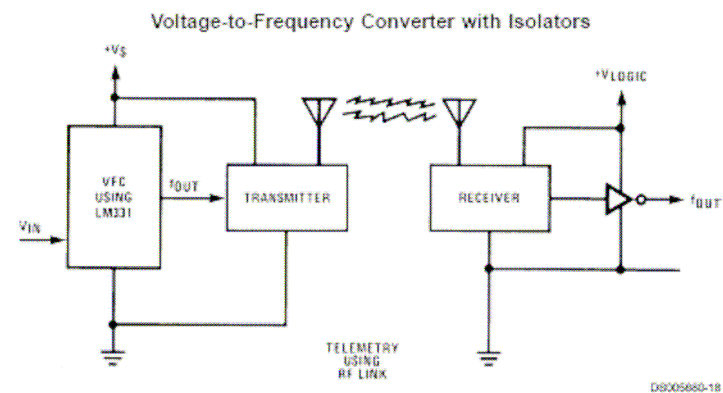 Voltage-to-Frequency Converter with Isolators
+VS
+VLOGIC
VFC
USING
LM331
fOUT
TRANSMITTER
RECEIVER
fOUT
VIN
TELEMETRY
USING
RF LINK
DS005680-18